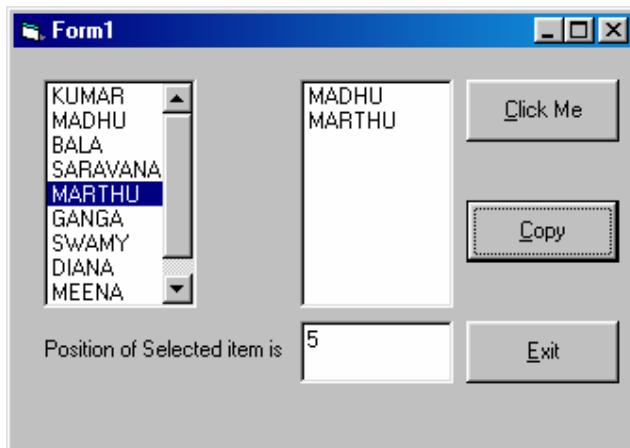 Form1
KUMAR
MADHU
BALA
SARAVANA
MARTHU
GANGA
SWAMY
DIANA
MEENA
MADHU
MARTHU
Click Me
Copy
Position of Selected item is
5
Exit